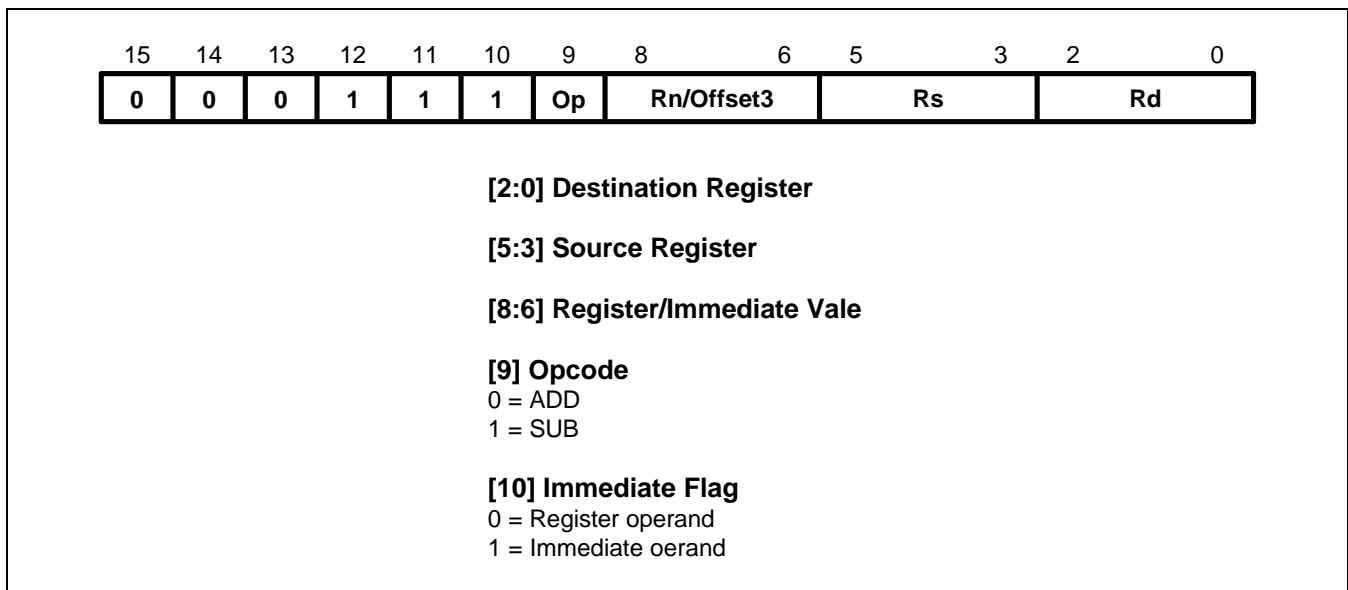 15 14 13 12 11 10 9 8 6 5 3 2 0
0 0 0 1 1 1 Op Rn/Offset3 Rs Rd
[2:0] Destination Register
[5:3] Source Register
[8:6] Register/Immediate Vale
[9] Opcode
0 = ADD
1 = SUB
[10] Immediate Flag
0 = Register operand
1 = Immediate oerand